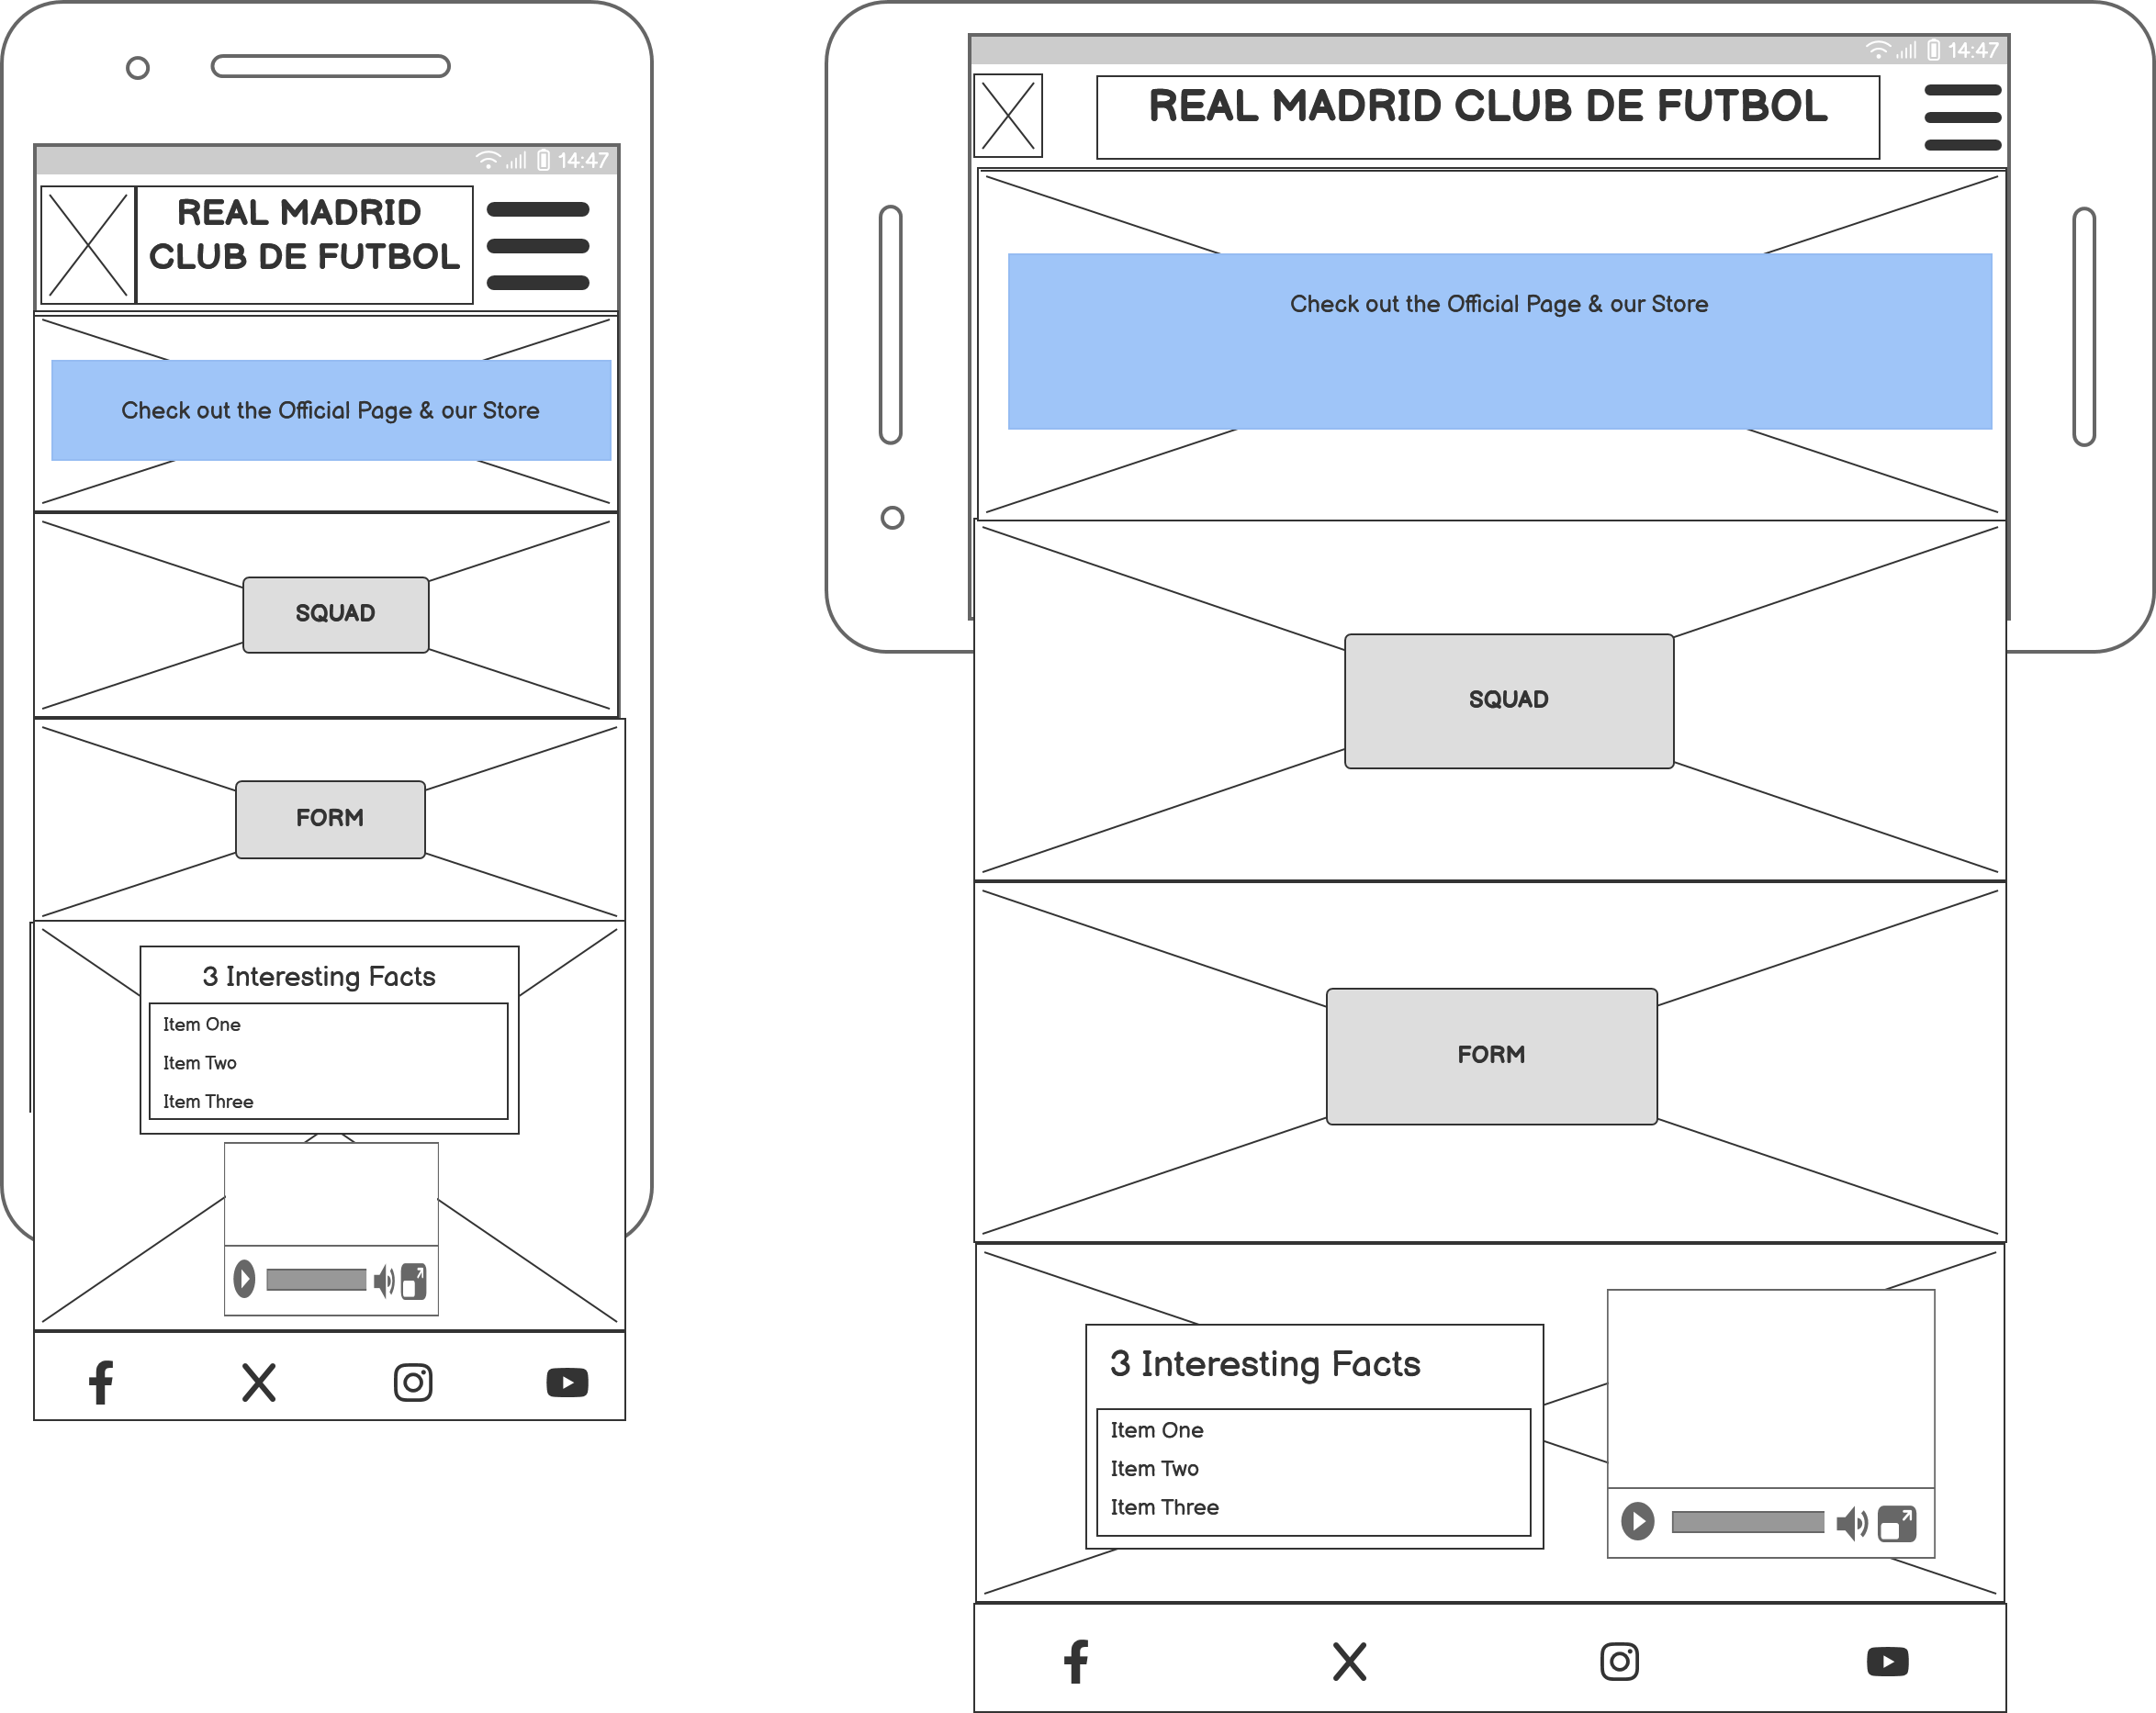 14:47
REAL MADRID
CLUB DE FUTBOL
Check out the Official Page & our Store
SQUAD
FORM
3 Interesting Facts
Item One
Item Two
Item Three
14:47
REAL MADRID CLUB DE FUTBOL
Check out the Official Page & our Store
SQUAD
FORM
3 Interesting Facts
Item One
Item Two
Item Three